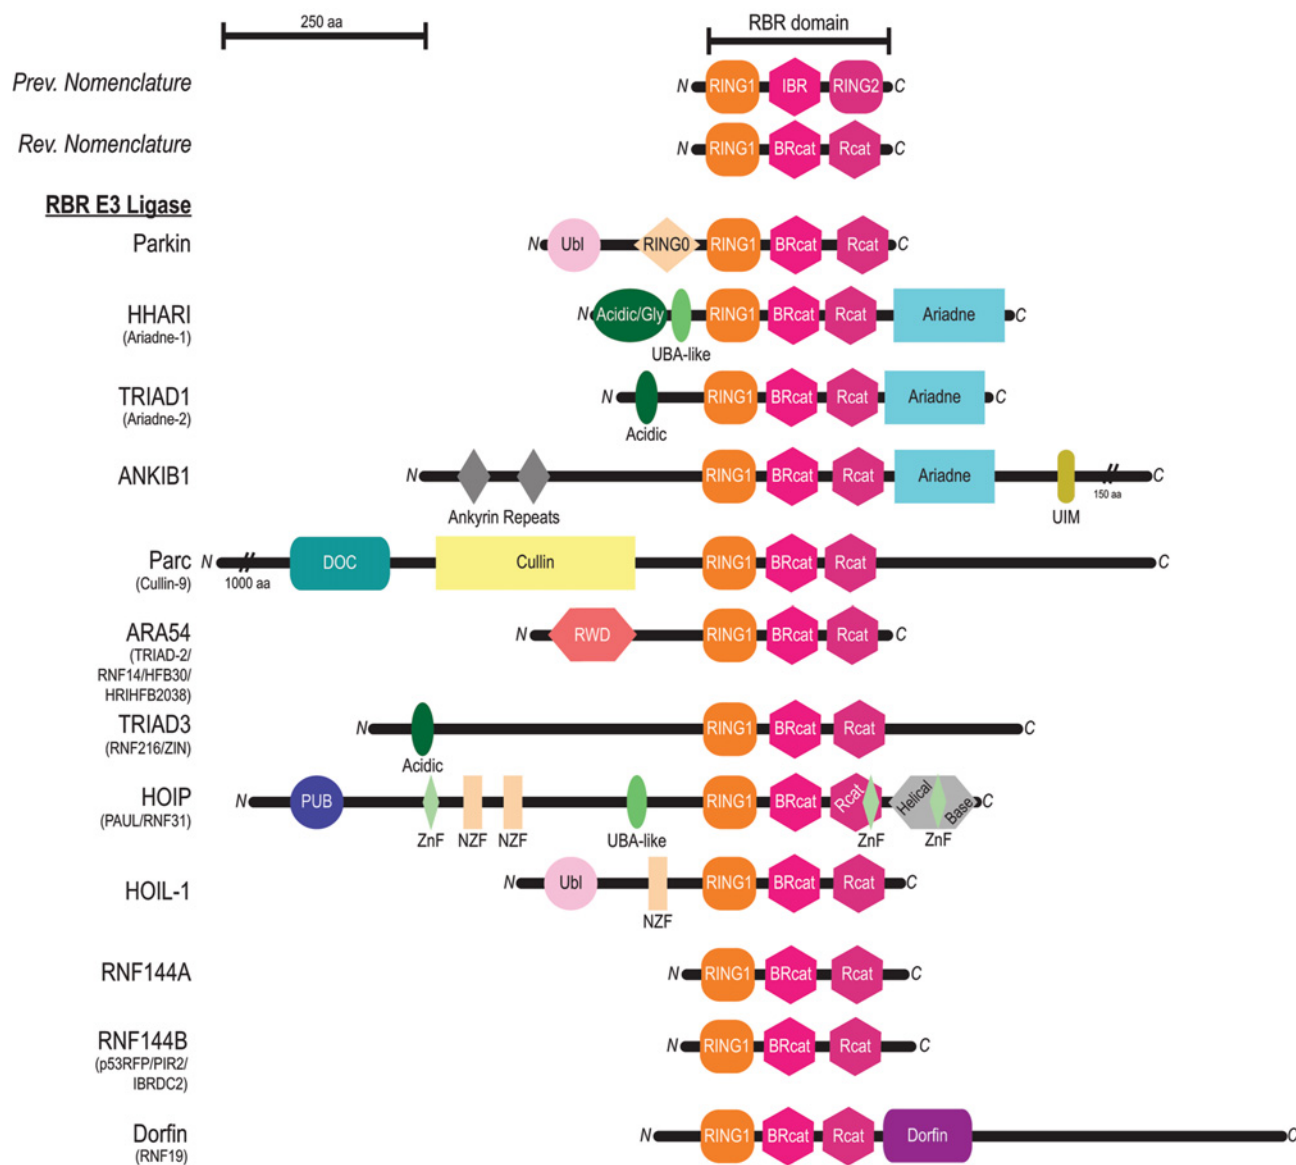 250 aa
RBR domain
Prev. Nomenclature
N RING1 IBR RING2 C
Rev. Nomenclature
N RING1 BRcat Rcat C
RBR E3 Ligase
Parkin
N Ubl RING0 RING1 BRcat Rcat C
HHARI
(Ariadne-1)
N Acidic/Gly RING1 BRcat Rcat Ariadne C
UBA-like
TRIAD1
(Ariadne-2)
N RING1 BRcat Rcat Ariadne C
Acidic
ANKIB1
N RING1 BRcat Rcat Ariadne C
150 aa
Ankyrin Repeats
UIM
Parc
(Cullin-9)
N DOC Cullin RING1 BRcat Rcat C
1000 aa
ARA54
(TRIAD-2/
RNF14/HFB30/
HRIHFB2038)
N RWD RING1 BRcat Rcat C
TRIAD3
(RNF216/ZIN)
N RING1 BRcat Rcat C
Acidic
HOIP
(PAUL/RNF31)
N PUB RING1 BRcat Rcat Helical Base C
ZnF NZF NZF UBA-like ZnF ZnF
HOIL-1
N Ubl RING1 BRcat Rcat C
NZF
RNF144A
N RING1 BRcat Rcat C
RNF144B
(p53RFP/PIR2/
IBRDC2)
N RING1 BRcat Rcat C
Dorfin
(RNF19)
N RING1 BRcat Rcat Dorfin C